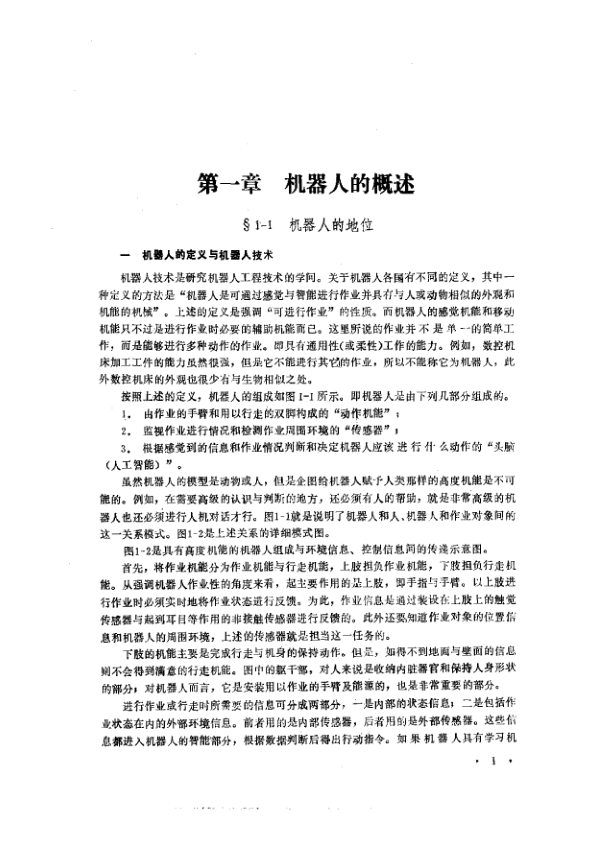 第一章 机器人的概述
§1-1 机器人的地位
一 机器人的定义与机器人技术
机器人技术是研究机器人工程技术的学问。关于机器人各国有不同的定义，其中一
种定义的方法是“机器人是可通过感觉与智能进行作业并具有与人或动物相似的外观和
机能的机械”。上述的定义是强调“可进行作业”的性质。而机器人的感觉机能和移动
机能只不过是进行作业时必要的辅助机能而已。这里所说的作业并不是单一的简单工
作，而是能够进行多种动作的作业。即具有通用性(或柔性)工作的能力。例如，数控机
床加工工件的能力虽然很强，但是它不能进行其它的作业，所以不能称它为机器人，此
外数控机床的外观也很少有与生物相似之处。
按照上述的定义，机器人的组成如图1-1所示。即机器人是由下列几部分组成的。
1. 由作业的手臂和用以行走的双脚构成的“动作机能”；
2. 监视作业进行情况和检测作业周围环境的“传感器”；
3. 根据感觉到的信息和作业情况判断和决定机器人应该进行什么动作的“头脑
（人工智能）”。
虽然机器人的模型是动物或人，但是企图给机器人赋予人类那样的高度机能是不可
能的。例如，在需要高级的认识与判断的地方，还必须有人的帮助，就是非常高级的机
器人也还必须进行人机对话才行。图1-1就是说明了机器人和人、机器人和作业对象间的
这一关系模式。图1-2是上述关系的详细模式图。
图1-2是具有高度机能的机器人组成与环境信息、控制信息间的传递示意图。
首先，将作业机能分为作业机能与行走机能，上肢担负作业机能，下肢担负行走机
能。从强调机器人作业性的角度来看，起主要作用的是上肢，即手指与手臂。以上肢进
行作业时必须实时地将作业状态进行反馈。为此，作业信息是通过装设在上肢上的触觉
传感器与起到耳目等作用的非接触传感器进行反馈的。此外还要知道作业对象的位置信
息和机器人的周围环境，上述的传感器就是担当这一任务的。
下肢的机能主要是完成行走与机身的保持动作。但是，如得不到地面与壁面的信息
则不会得到满意的行走机能。图中的躯干部，对人来说是收纳内脏器官和保持人身形状
的部分；对机器人而言，它是安装用以作业的手臂及能源的，也是非常重要的部分。
进行作业或行走时所需要的信息可分成两部分，一是内部的状态信息；二是包括作
业状态在内的外部环境信息。前者用的是内部传感器，后者用的是外部传感器。这些信
息都进入机器人的智能部分，根据数据判断后得出行动指令。如果机器人具有学习机
· 1 ·